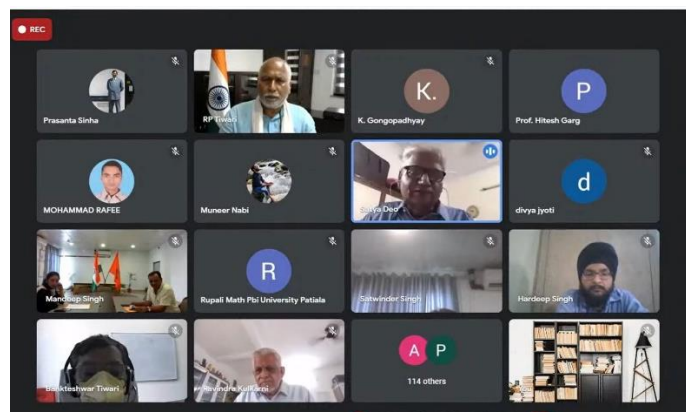 REC
Prasanta Sinha
RP Tiwari
K.
K. Gongopadhyay
P
Prof. Hitesh Garg
MOHAMMAD RAFEE
Muneer Nabi
Satya Deo
d
divya jyoti
Mandeep Singh
R
Rupali Math Pbi University Patiala
Satwinder Singh
Hardeep Singh
Bankteshwar Tiwari
Ravindra Kulkarni
A P
114 others
You